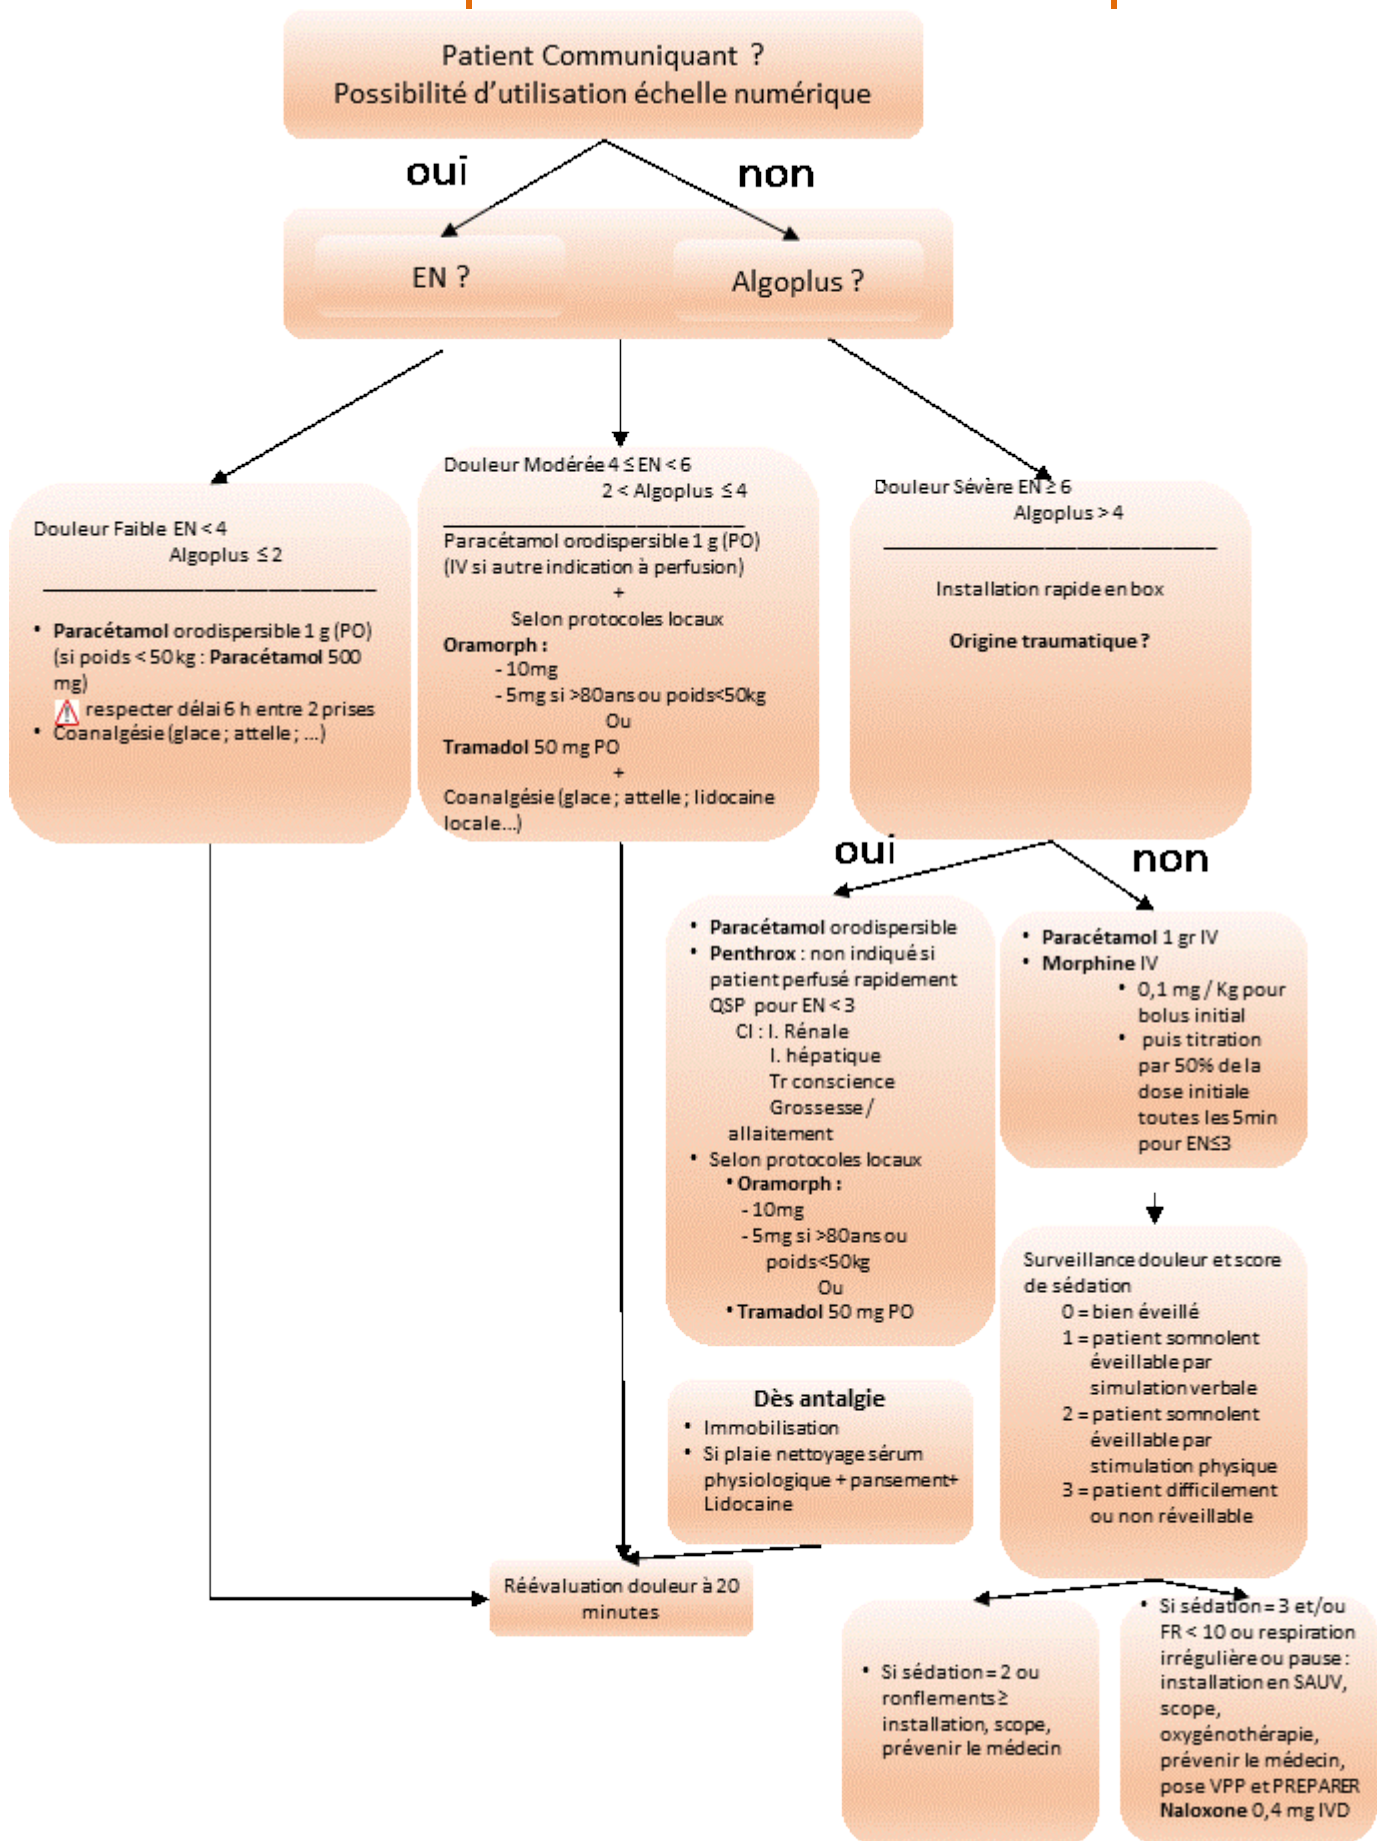 Patient Communiquant ?
Possibilité d'utilisation échelle numérique
oui
non
EN ?
Algoplus ?
Douleur Faible EN < 4
Algoplus ≤ 2
• Paracétamol orodispersible 1 g (PO)
(si poids < 50 kg : Paracétamol 500
mg)
respecter délai 6 h entre 2 prises
• Coanalgésie (glace ; attelle ; ...)
Douleur Modérée 4 ≤ EN < 6
2 < Algoplus ≤ 4
Paracétamol orodispersible 1 g (PO)
(IV si autre indication à perfusion)
+
Selon protocoles locaux
Oramorph :
- 10mg
- 5mg si >80ans ou poids<50kg
Ou
Tramadol 50 mg PO
+
Coanalgésie (glace ; attelle ; lidocaine
locale...)
Douleur Sévère EN ≥ 6
Algoplus > 4
Installation rapide en box
Origine traumatique ?
oui
non
• Paracétamol orodispersible
• Penthrox : non indiqué si
patient perfusé rapidement
QSP pour EN < 3
CI : I. Rénale
I. hépatique
Tr conscience
Grossesse /
allaitement
• Selon protocoles locaux
• Oramorph :
- 10mg
- 5mg si >80ans ou
poids<50kg
Ou
• Tramadol 50 mg PO
• Paracétamol 1 gr IV
• Morphine IV
• 0,1 mg / Kg pour
bolus initial
• puis titration
par 50% de la
dose initiale
toutes les 5min
pour EN≤3
Surveillance douleur et score
de sédation
0 = bien éveillé
1 = patient somnolent
éveillable par
simulation verbale
2 = patient somnolent
éveillable par
stimulation physique
3 = patient difficilement
ou non réveillable
Dès antalgie
• Immobilisation
• Si plaie nettoyage sérum
physiologique + pansement+
Lidocaine
Réévaluation douleur à 20
minutes
• Si sédation = 2 ou
ronflements ≥
installation, scope,
prévenir le médecin
• Si sédation = 3 et/ou
FR < 10 ou respiration
irrégulière ou pause :
installation en SAUV,
scope,
oxygénothérapie,
prévenir le médecin,
pose VPP et PREPARER
Naloxone 0,4 mg IVD